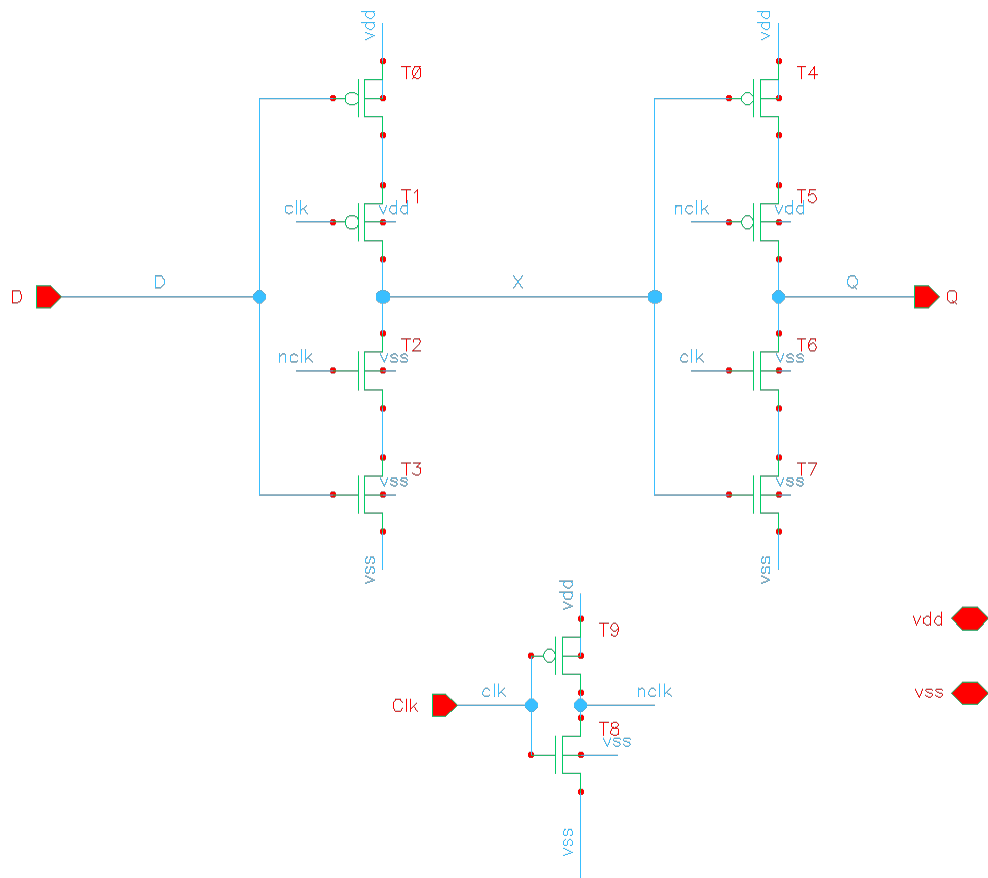 vdd
vdd
T0
T4
T1
T5
clk
vdd
nclk
vdd
D
D
X
Q
Q
T2
T6
nclk
vss
clk
vss
T3
T7
vss
vss
vss
vss
vdd
vdd
T9
clk
nclk
vss
Clk
T8
vss
vss